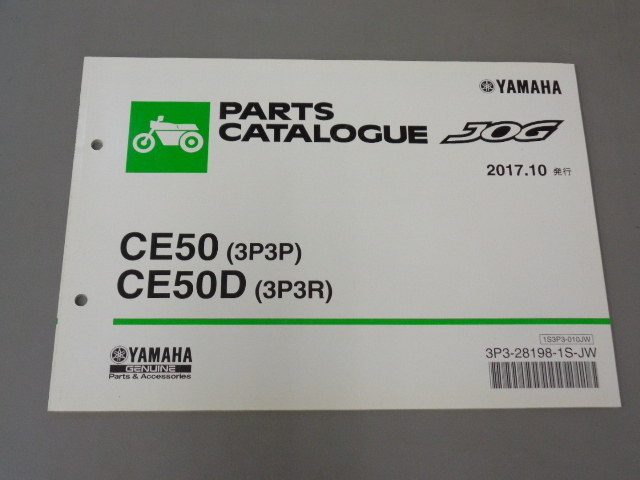 YAMAHA
PARTS
CATALOGUE JOG
2017.10 発行
CE50 (3P3P)
CE50D (3P3R)
1S3P3-010JW
YAMAHA
GENUINE
Parts & Accessories
3P3-28198-1S-JW